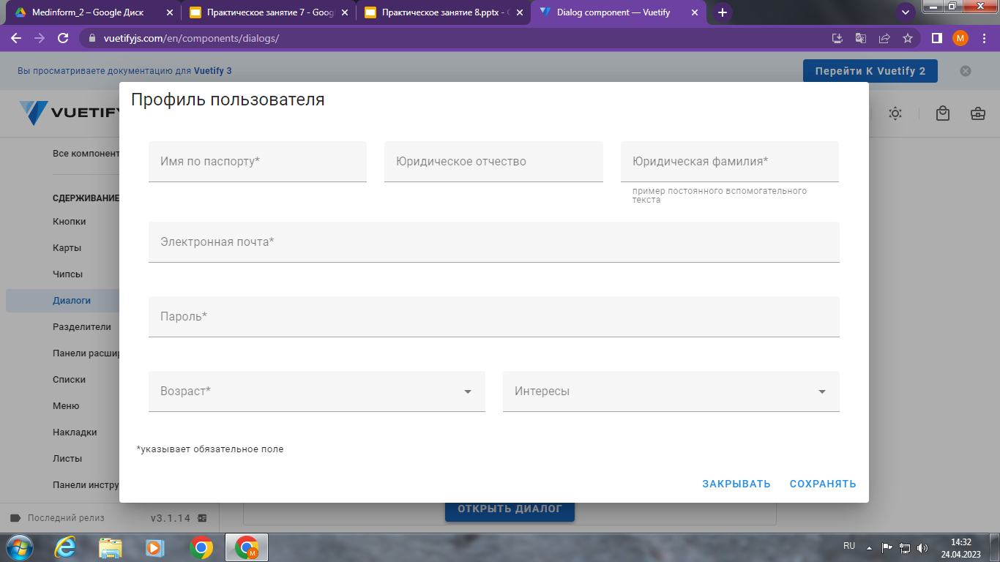 Medinform_2 – Google Диск
Практическое занятие 7 - Goog
Практическое занятие 8.pptx - G
Dialog component — Vuetify
vuetifyjs.com/en/components/dialogs/
M
Вы просматриваете документацию для Vuetify 3
Перейти К Vuetify 2
VUETIFY
Профиль пользователя
Все компонент
Имя по паспорту*
Юридическое отчество
Юридическая фамилия*
пример постоянного вспомогательного
текста
СДЕРЖИВАНИЕ
Кнопки
Электронная почта*
Карты
Чипсы
Диалоги
Пароль*
Разделители
Панели расшир
Списки
Возраст*
Интересы
Меню
Накладки
*указывает обязательное поле
Листы
Панели инстру
ЗАКРЫВАТЬ
СОХРАНЯТЬ
ОТКРЫТЬ ДИАЛОГ
Последний релиз
v3.1.14
M
RU
14:32
24.04.2023